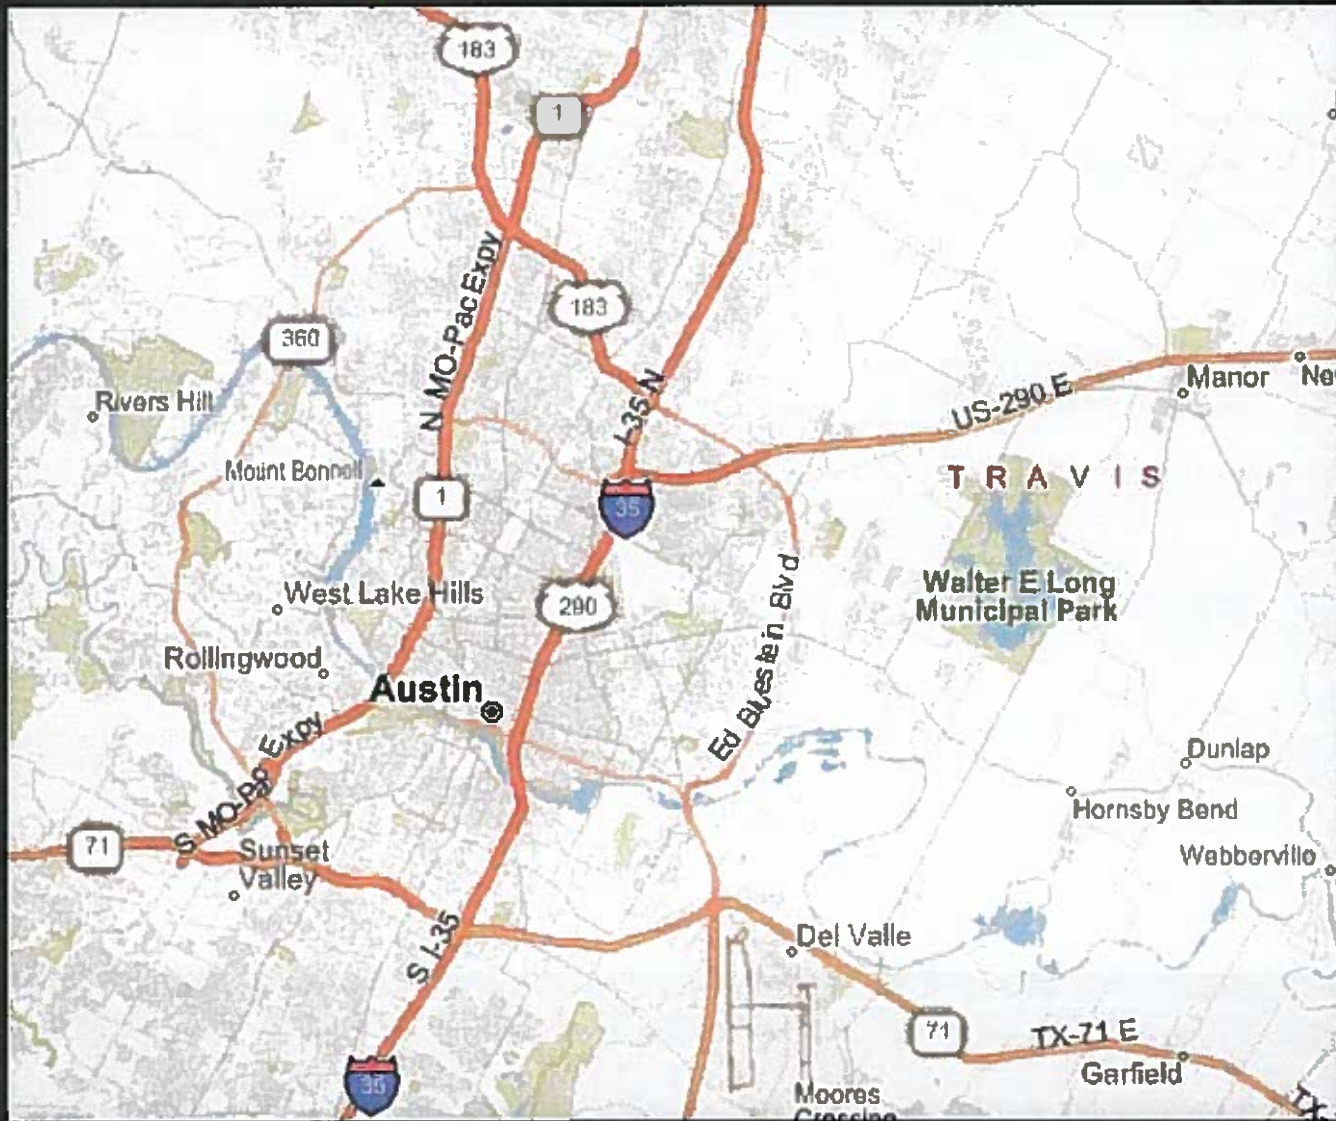 183
1
N MO-Pac Expy
183
360
I-35 N
Rivers Hill
US-290 E
Manor
Mount Bonnell
1
35
T R A V I S
West Lake Hills
290
Walter E Long
Municipal Park
Rollingwood
Austin
Ed Bluestein Blvd
S MO-Pac Expy
Dunlap
Hornsby Bend
71
Sunset
Valley
Webberville
S I-35
Del Valle
71
TX-71 E
Garfield
35
Moores
Crossing